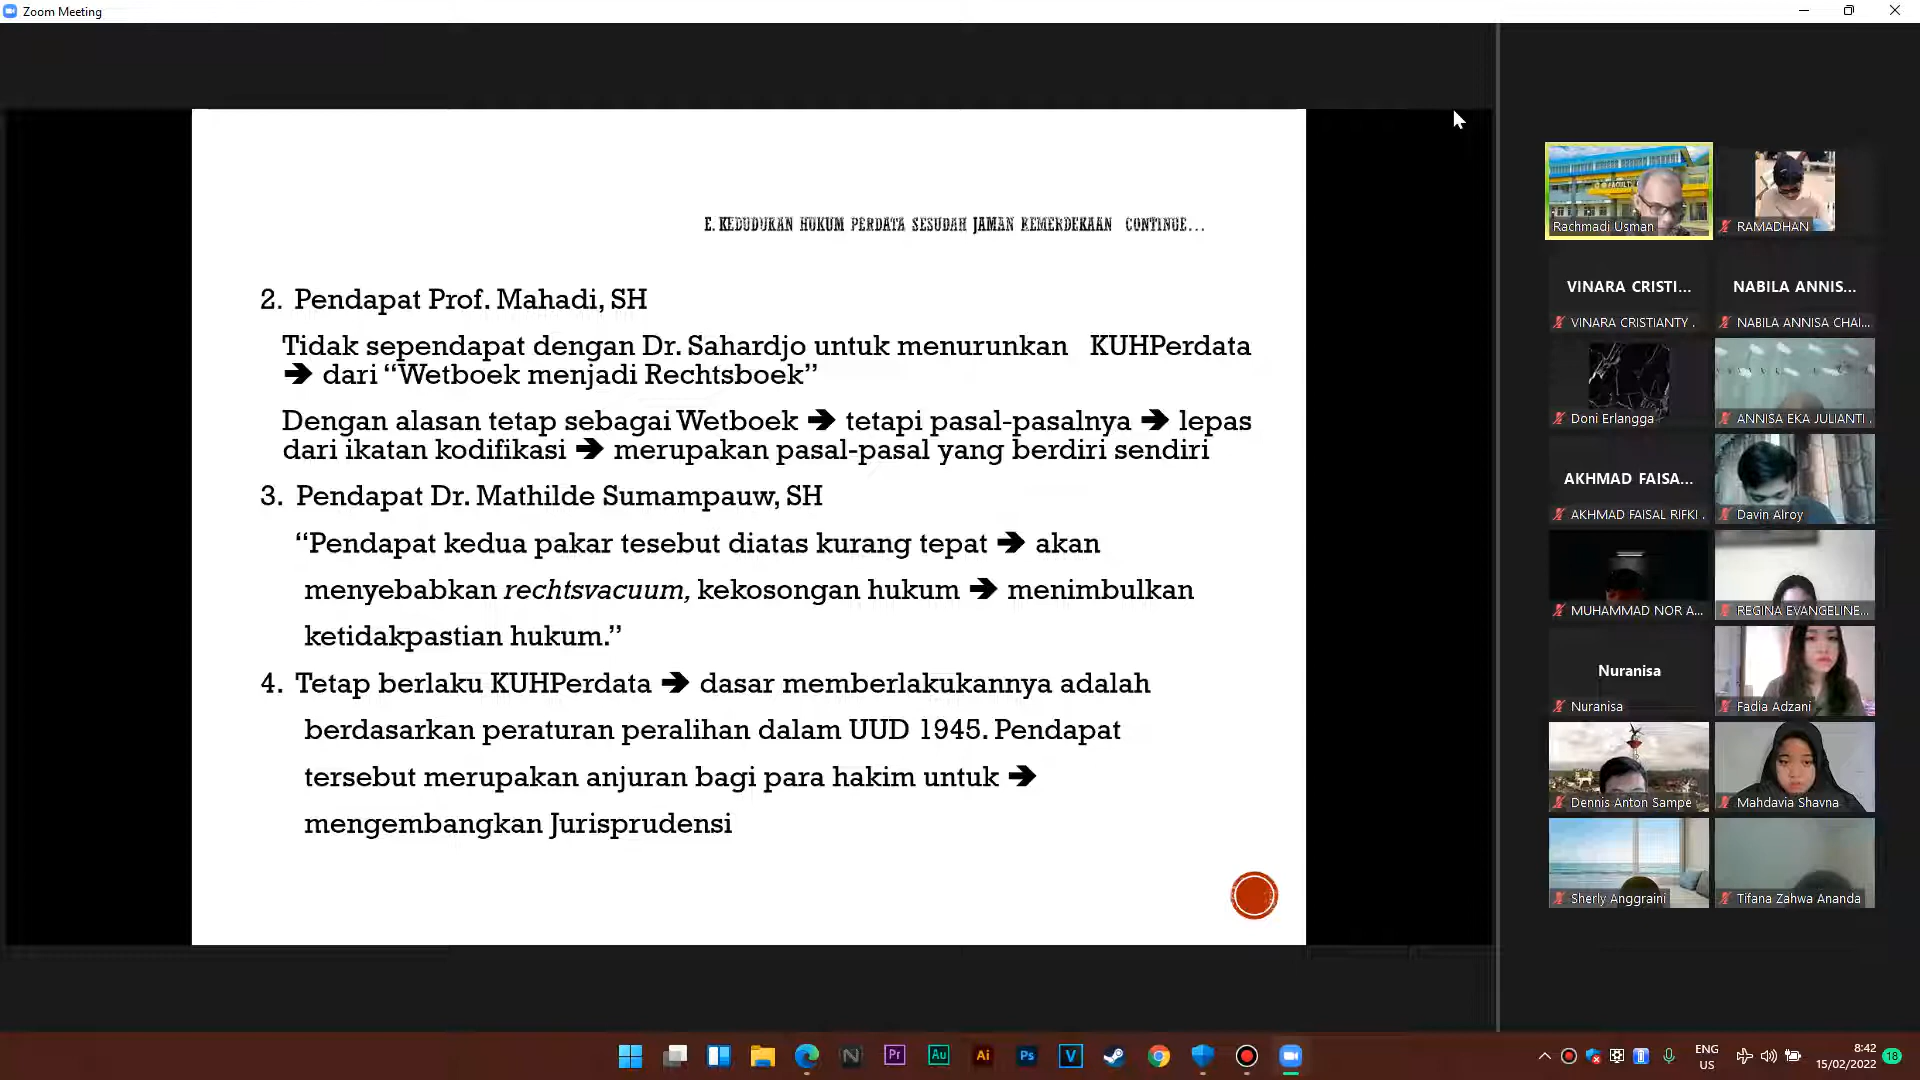 Zoom Meeting
E. KEDUDUKAN HUKUM PERDATA SESUDAH JAMAN KEMERDEKAAN CONTINUE...
2. Pendapat Prof. Mahadi, SH
Tidak sependapat dengan Dr. Sahardjo untuk menurunkan KUHPerdata
➔ dari “Wetboek menjadi Rechtsboek”
Dengan alasan tetap sebagai Wetboek ➔ tetapi pasal-pasalnya ➔ lepas
dari ikatan kodifikasi ➔ merupakan pasal-pasal yang berdiri sendiri
3. Pendapat Dr. Mathilde Sumampauw, SH
“Pendapat kedua pakar tesebut diatas kurang tepat ➔ akan
menyebabkan rechtsvacuum, kekosongan hukum ➔ menimbulkan
ketidakpastian hukum.”
4. Tetap berlaku KUHPerdata ➔ dasar memberlakukannya adalah
berdasarkan peraturan peralihan dalam UUD 1945. Pendapat
tersebut merupakan anjuran bagi para hakim untuk ➔
mengembangkan Jurisprudensi
Rachmadi Usman
RAMADHAN
VINARA CRISTI...
VINARA CRISTIANTY .
NABILA ANNIS...
NABILA ANNISA CHAI...
Doni Erlangga
ANNISA EKA JULIANTI .
AKHMAD FAISA...
AKHMAD FAISAL RIFKI .
Davin Alroy
MUHAMMAD NOR A...
REGINA EVANGELINE...
Nuranisa
Nuranisa
Fadia Adzani
Dennis Anton Sampe
Mahdavia Shavna
Sherly Anggraini
Tifana Zahwa Ananda
Pr
Au
Ai
Ps
V
ENG
US
8:42
15/02/2022
18